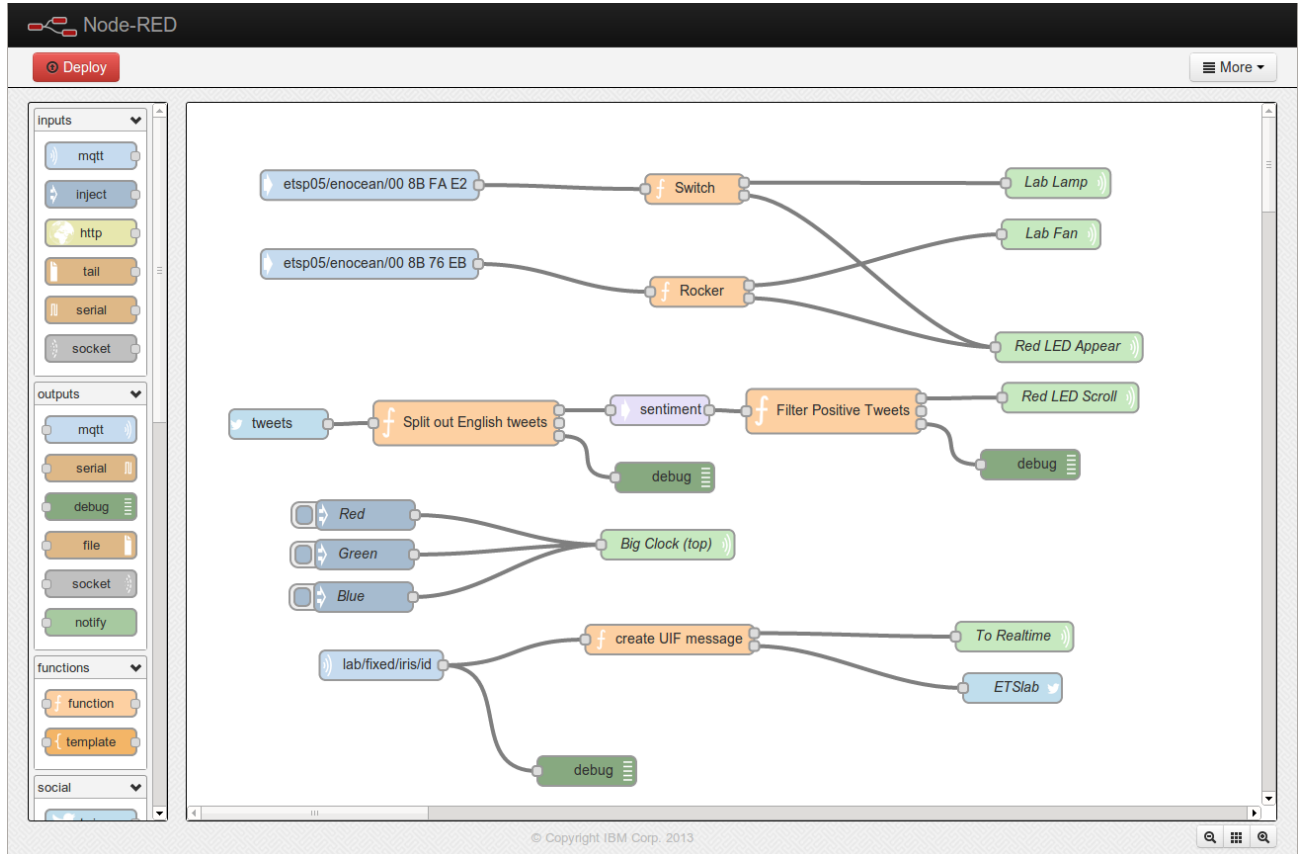 Node-RED
Deploy
More
inputs
mqtt
inject
http
tail
serial
socket
outputs
mqtt
serial
debug
file
socket
notify
functions
function
template
social
etsp05/enocean/00 8B FA E2
Switch
Lab Lamp
Lab Fan
etsp05/enocean/00 8B 76 EB
Rocker
Red LED Appear
tweets
Split out English tweets
sentiment
Filter Positive Tweets
Red LED Scroll
debug
debug
Red
Green
Blue
Big Clock (top)
lab/fixed/iris/id
create UIF message
To Realtime
ETSlab
debug
© Copyright IBM Corp. 2013